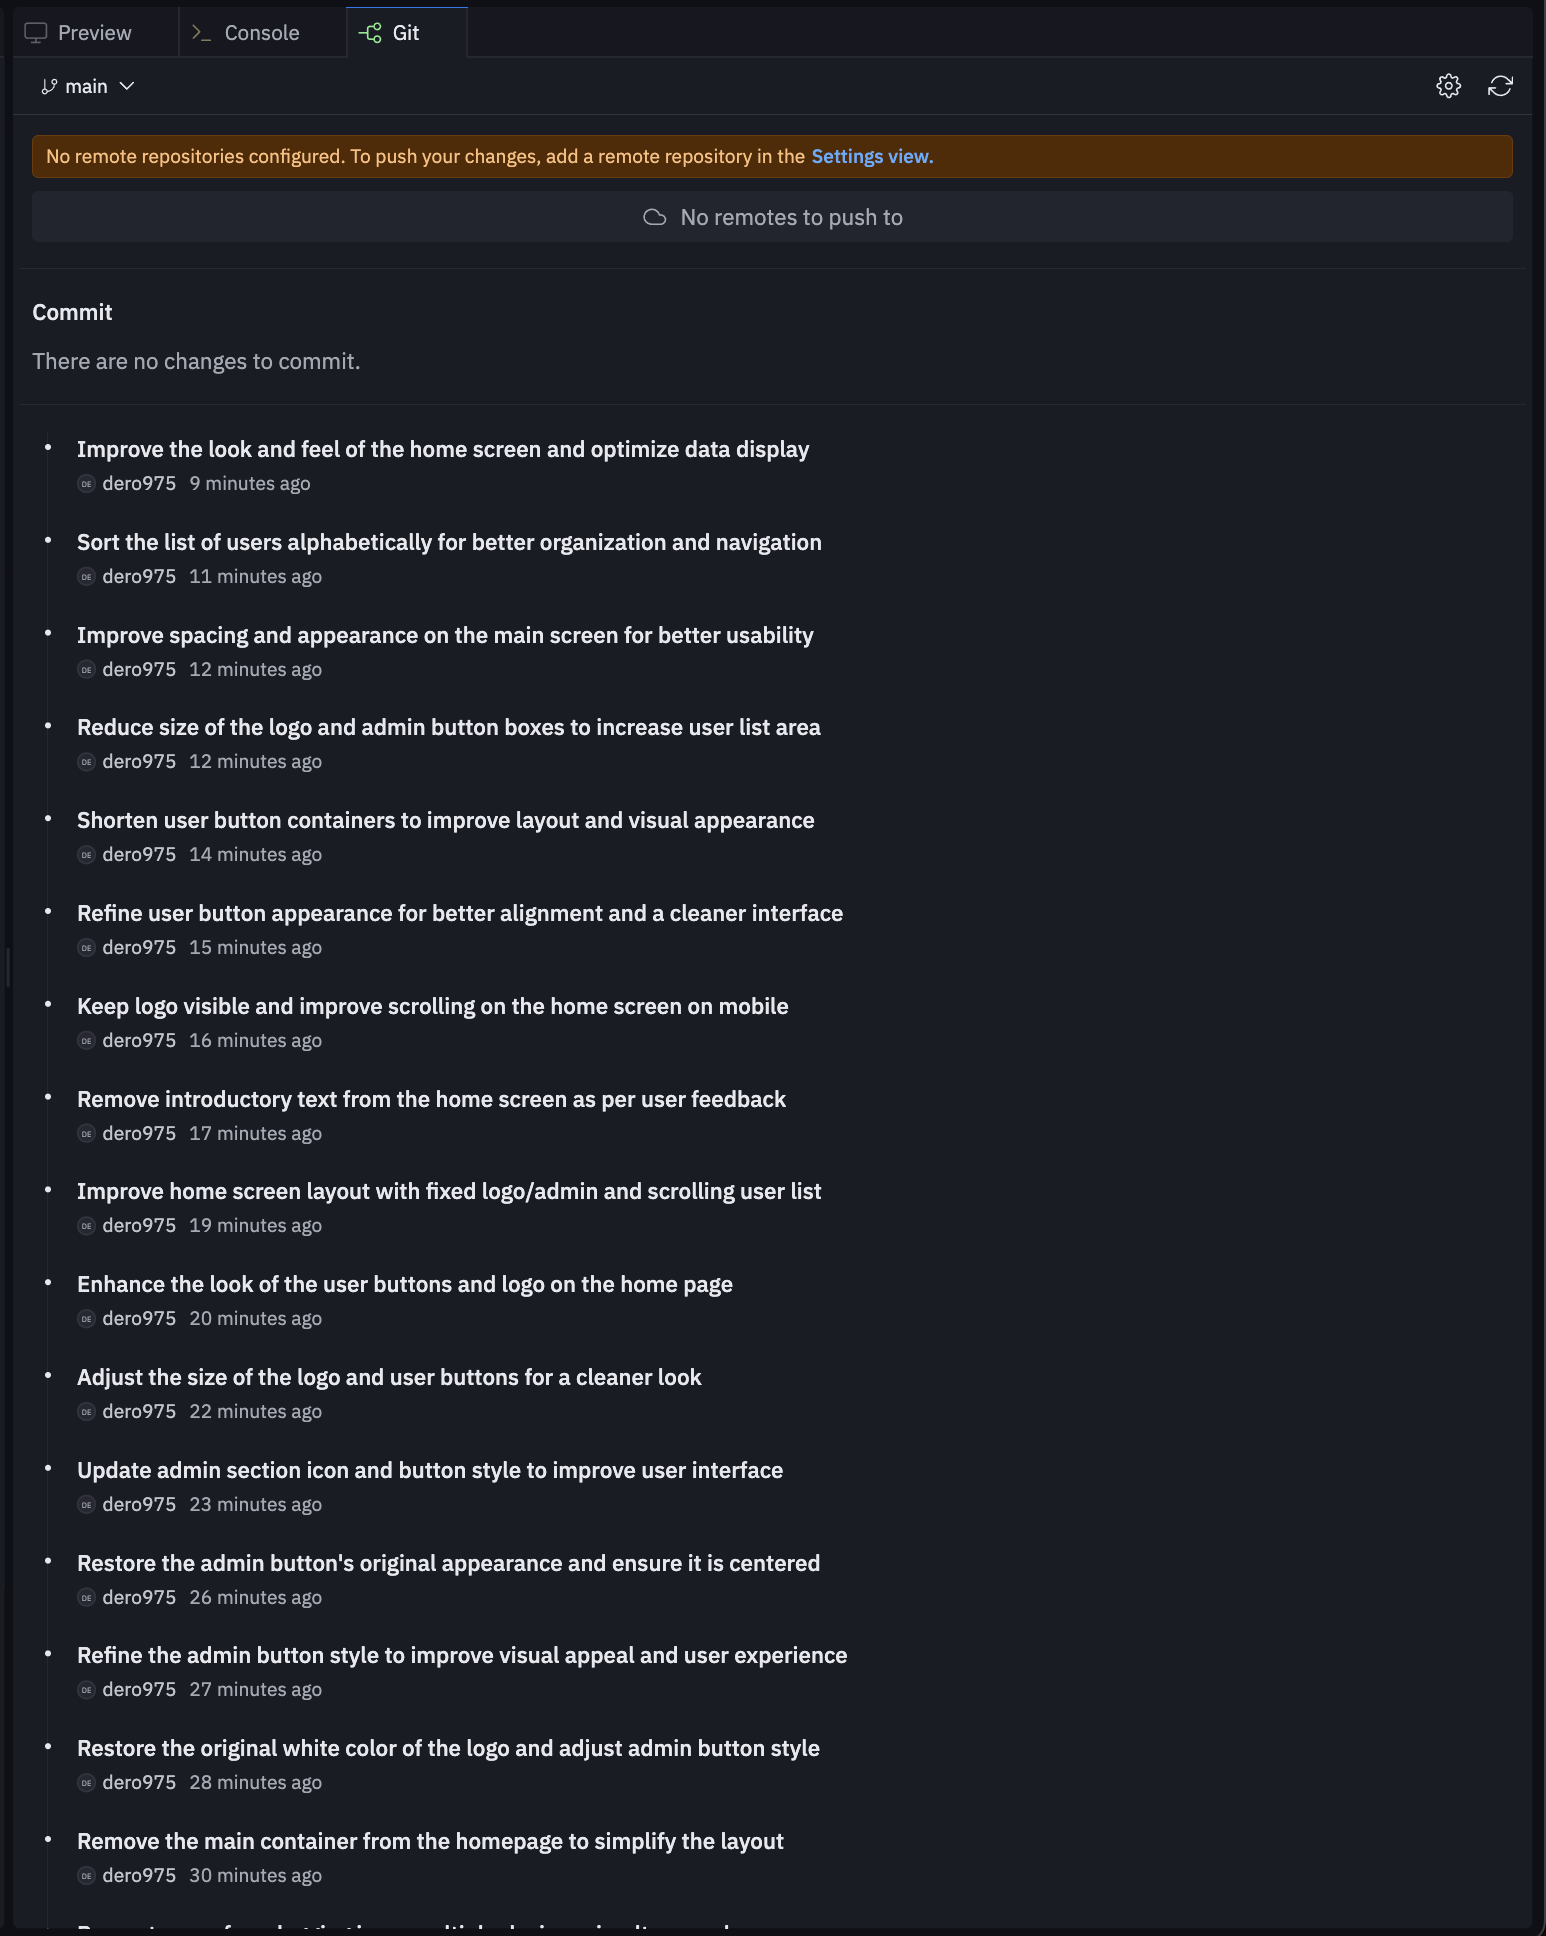 Preview
Console
Git
main
No remote repositories configured. To push your changes, add a remote repository in the Settings view.
No remotes to push to
Commit
There are no changes to commit.
Improve the look and feel of the home screen and optimize data display
DE dero975 9 minutes ago
Sort the list of users alphabetically for better organization and navigation
DE dero975 11 minutes ago
Improve spacing and appearance on the main screen for better usability
DE dero975 12 minutes ago
Reduce size of the logo and admin button boxes to increase user list area
DE dero975 12 minutes ago
Shorten user button containers to improve layout and visual appearance
DE dero975 14 minutes ago
Refine user button appearance for better alignment and a cleaner interface
DE dero975 15 minutes ago
Keep logo visible and improve scrolling on the home screen on mobile
DE dero975 16 minutes ago
Remove introductory text from the home screen as per user feedback
DE dero975 17 minutes ago
Improve home screen layout with fixed logo/admin and scrolling user list
DE dero975 19 minutes ago
Enhance the look of the user buttons and logo on the home page
DE dero975 20 minutes ago
Adjust the size of the logo and user buttons for a cleaner look
DE dero975 22 minutes ago
Update admin section icon and button style to improve user interface
DE dero975 23 minutes ago
Restore the admin button's original appearance and ensure it is centered
DE dero975 26 minutes ago
Refine the admin button style to improve visual appeal and user experience
DE dero975 27 minutes ago
Restore the original white color of the logo and adjust admin button style
DE dero975 28 minutes ago
Remove the main container from the homepage to simplify the layout
DE dero975 30 minutes ago